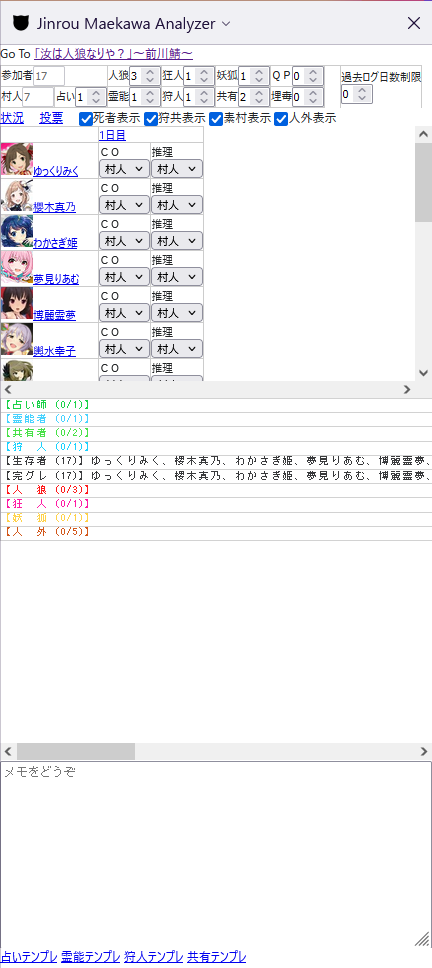 Jinrou Maekawa Analyzer
Go To 「汝は人狼なりや？」～前川鯖～
参加者 17 人狼 3 狂人 1 妖狐 1 ＱＰ 0 過去ログ日数制限
村人 7 占い 1 霊能 1 狩人 1 共有 2 埋毒 0 0
状況 投票 死者表示 狩共表示 素村表示 人外表示
1日目
ＣＯ 推理
ゆっくりみく 村人 村人
ＣＯ 推理
櫻木真乃 村人 村人
ＣＯ 推理
わかさぎ姫 村人 村人
ＣＯ 推理
夢見りあむ 村人 村人
ＣＯ 推理
博麗霊夢 村人 村人
ＣＯ 推理
輿水幸子 村人 村人
ＣＯ 推理
【占い師 (0/1)】
【霊能者 (0/1)】
【共有者 (0/2)】
【狩　人 (0/1)】
【生存者 (17)】ゆっくりみく、櫻木真乃、わかさぎ姫、夢見りあむ、博麗霊夢、
【完グレ (17)】ゆっくりみく、櫻木真乃、わかさぎ姫、夢見りあむ、博麗霊夢、
【人　狼 (0/3)】
【狂　人 (0/1)】
【妖　狐 (0/1)】
【人　外 (0/5)】
メモをどうぞ
占いテンプレ 霊能テンプレ 狩人テンプレ 共有テンプレ